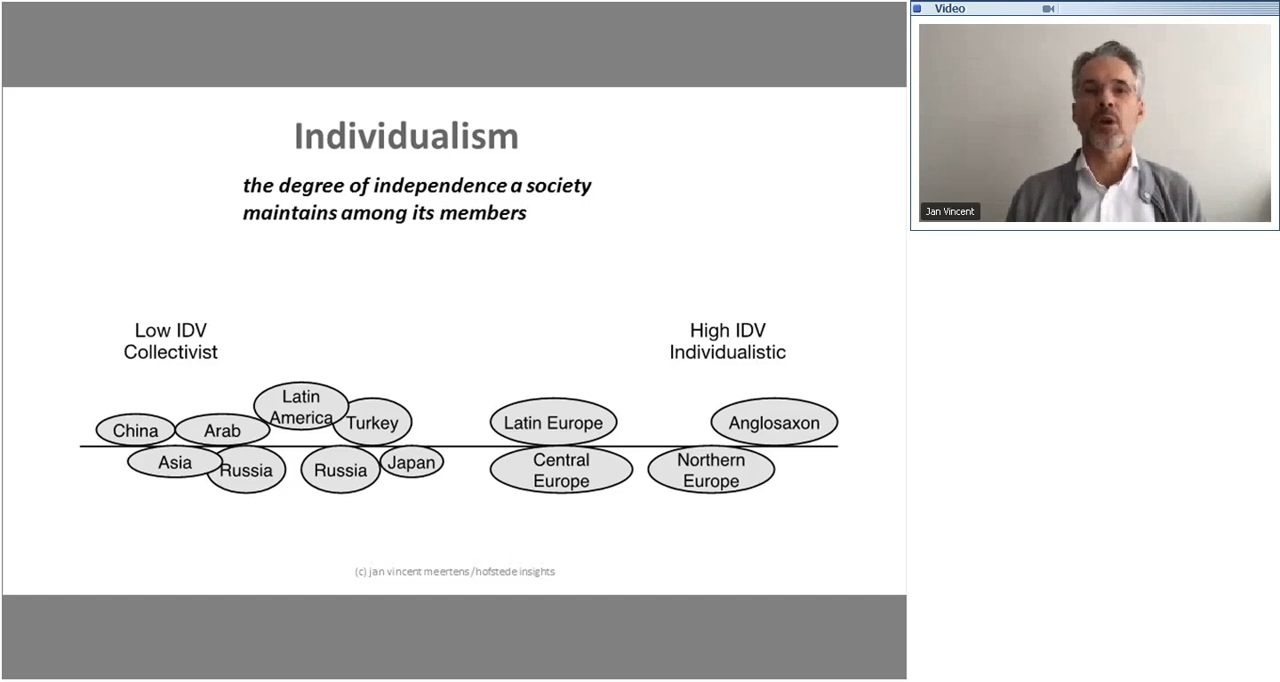 Individualism
the degree of independence a society
maintains among its members
Low IDV
Collectivist
High IDV
Individualistic
China
Arab
Latin
America
Turkey
Latin Europe
Anglosaxon
Asia
Russia
Russia
Japan
Central
Europe
Northern
Europe
(c) jan vincent meertens/hofstede insights
Video
Jan Vincent